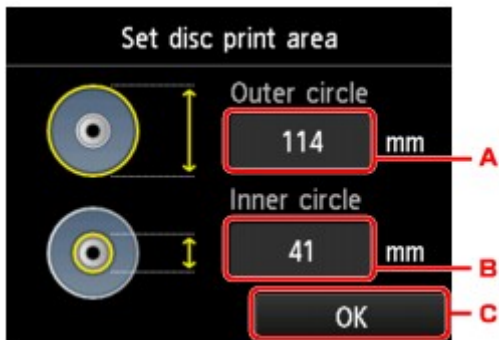 Set disc print area
Outer circle
114 mm
A
Inner circle
41 mm
B
OK
C